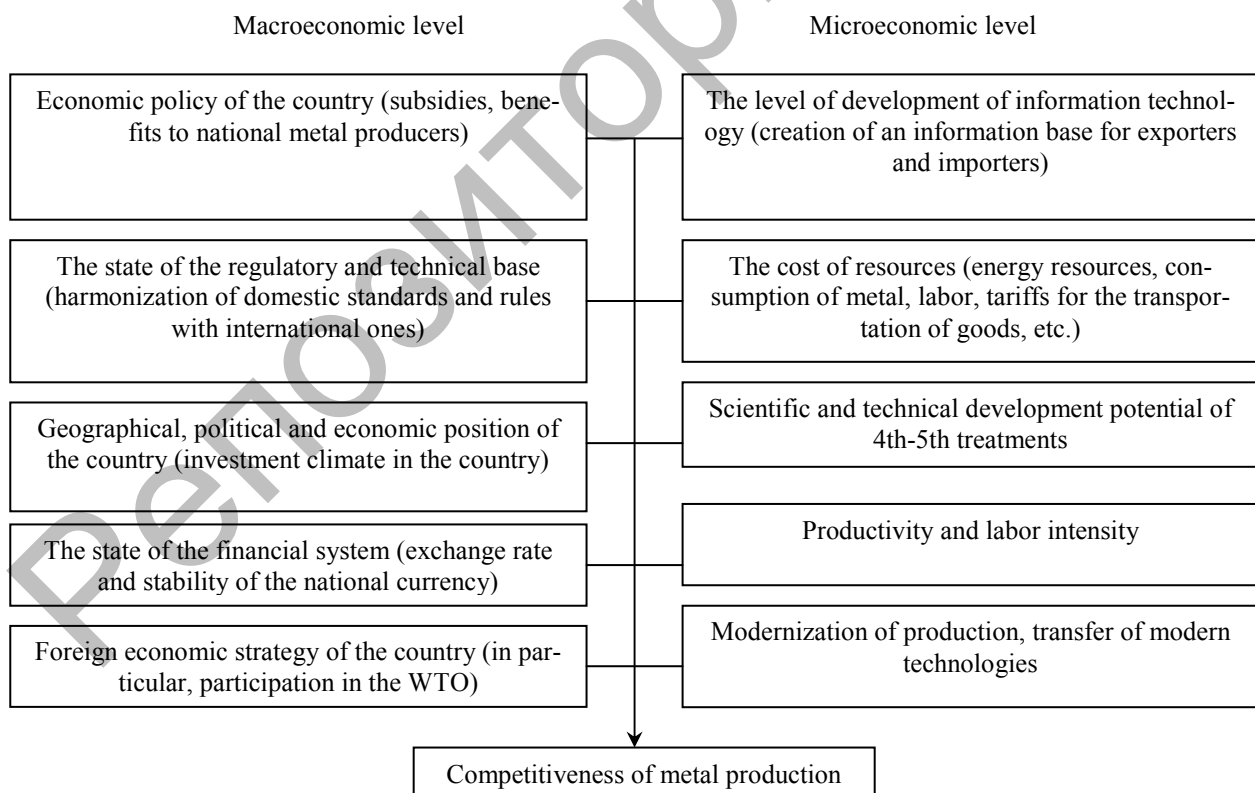 Macroeconomic level
Microeconomic level
Economic policy of the country (subsidies, bene-
fits to national metal producers)
The level of development of information technol-
ogy (creation of an information base for exporters
and importers)
The state of the regulatory and technical base
(harmonization of domestic standards and rules
with international ones)
The cost of resources (energy resources, con-
sumption of metal, labor, tariffs for the transpor-
tation of goods, etc.)
Geographical, political and economic position of
the country (investment climate in the country)
Scientific and technical development potential of
4th-5th treatments
The state of the financial system (exchange rate
and stability of the national currency)
Productivity and labor intensity
Foreign economic strategy of the country (in par-
ticular, participation in the WTO)
Modernization of production, transfer of modern
technologies
Competitiveness of metal production
Репозитор